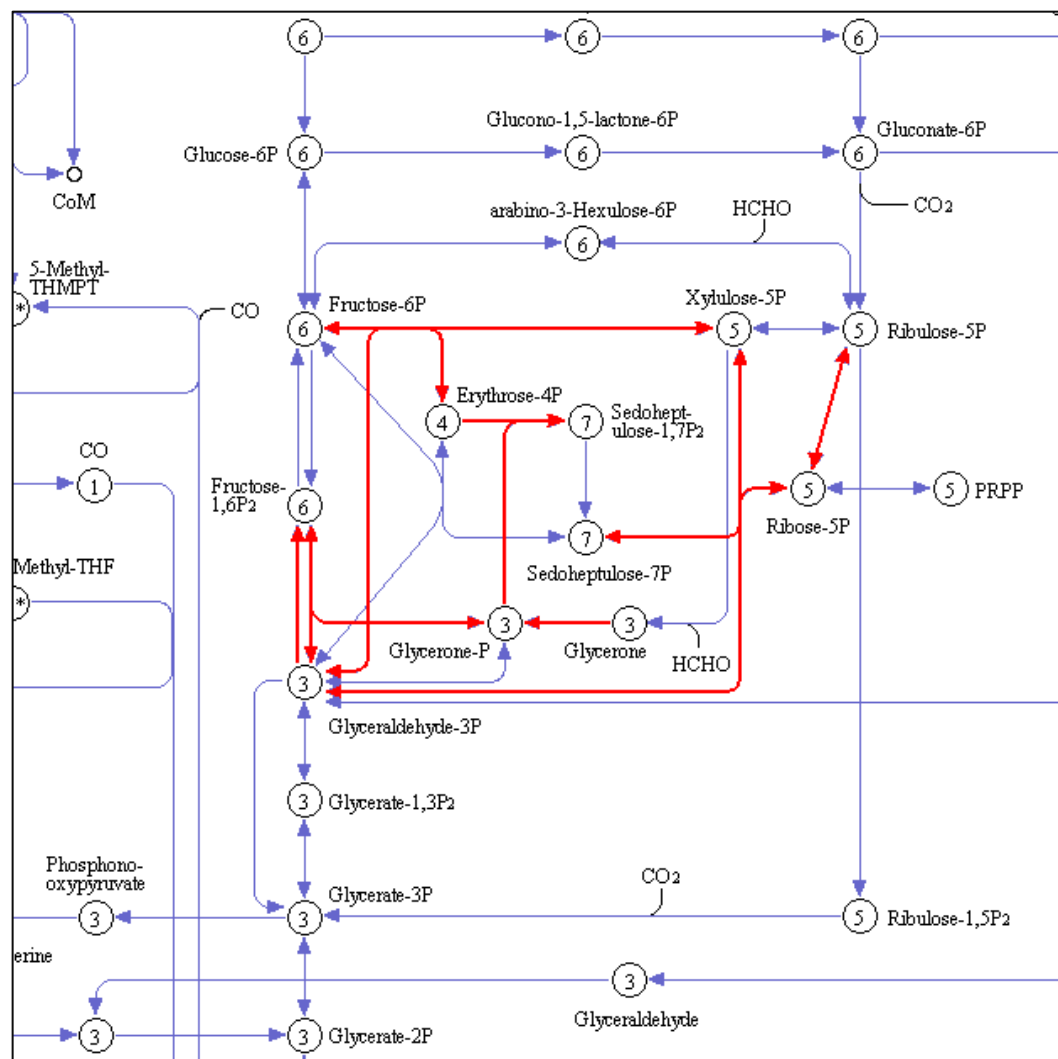 6
6
6
Glucono-1,5-lactone-6P
Gluconate-6P
Glucose-6P
6
6
6
CoM
arabino-3-Hexulose-6P
HCHO
CO2
6
5-Methyl-
THMPT
*
CO
Fructose-6P
Xylulose-5P
6
5
5
Ribulose-5P
Erythrose-4P
4
7
Sedohept-
ulose-1,7P2
CO
1
Fructose-
1,6P2
6
5
5
PRPP
Ribose-5P
7
Sedoheptulose-7P
Methyl-THF
*
3
3
Glycerone-P
Glycerone
HCHO
3
Glyceraldehyde-3P
3
Glycerate-1,3P2
Phosphono-
oxypyruvate
3
Glycerate-3P
3
CO2
5
Ribulose-1,5P2
erine
3
Glyceraldehyde
3
3
Glycerate-2P